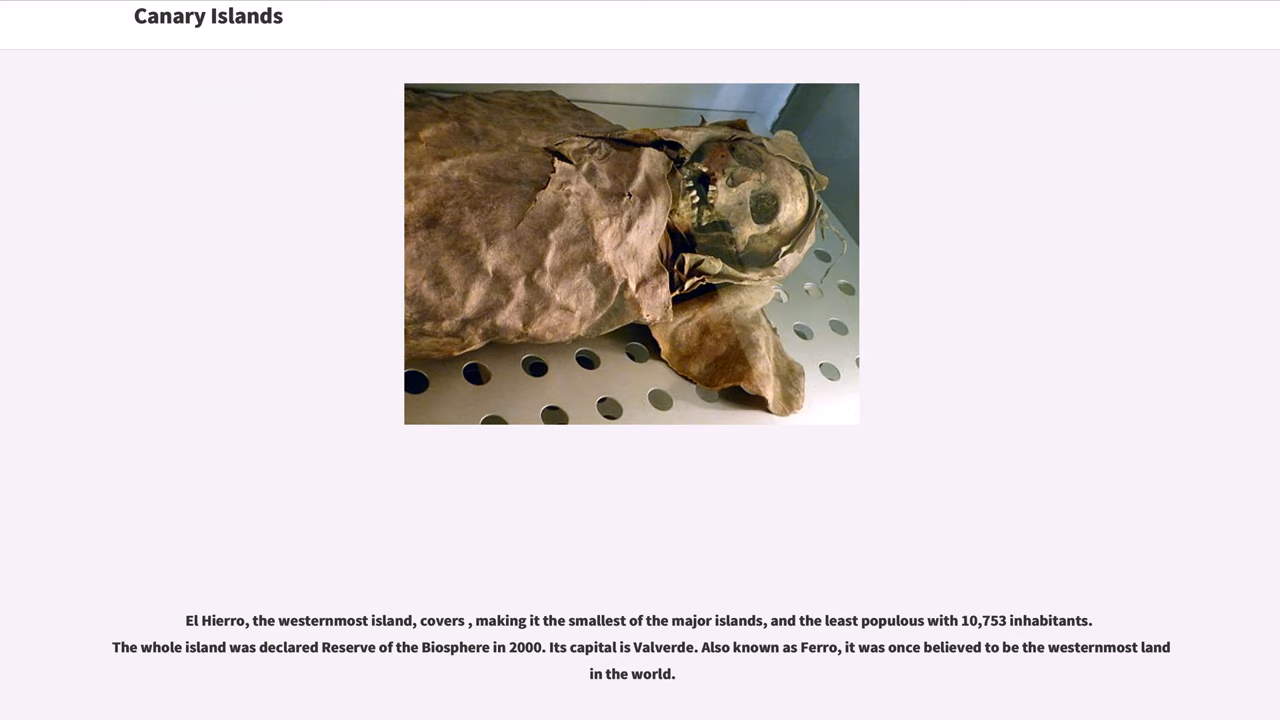 Canary Islands
El Hierro, the westernmost island, covers , making it the smallest of the major islands, and the least populous with 10,753 inhabitants.
The whole island was declared Reserve of the Biosphere in 2000. Its capital is Valverde. Also known as Ferro, it was once believed to be the westernmost land
in the world.